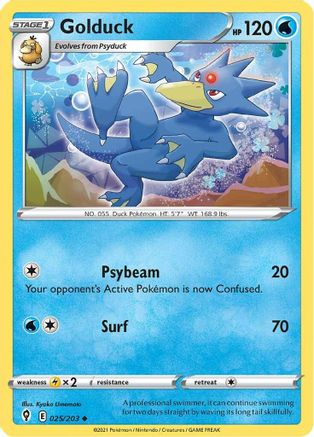 STAGE 1
Golduck
HP 120
Evolves from Psyduck
NO. 055 Duck Pokémon HT: 5'7" WT: 168.9 lbs.
Psybeam 20
Your opponent's Active Pokémon is now Confused.
Surf 70
weakness ×2 resistance retreat
Illus. Kyoko Umemoto
E 025/203
A professional swimmer, it can continue swimming
for two days straight by waving its long tail skillfully.
©2021 Pokémon / Nintendo / Creatures / GAME FREAK